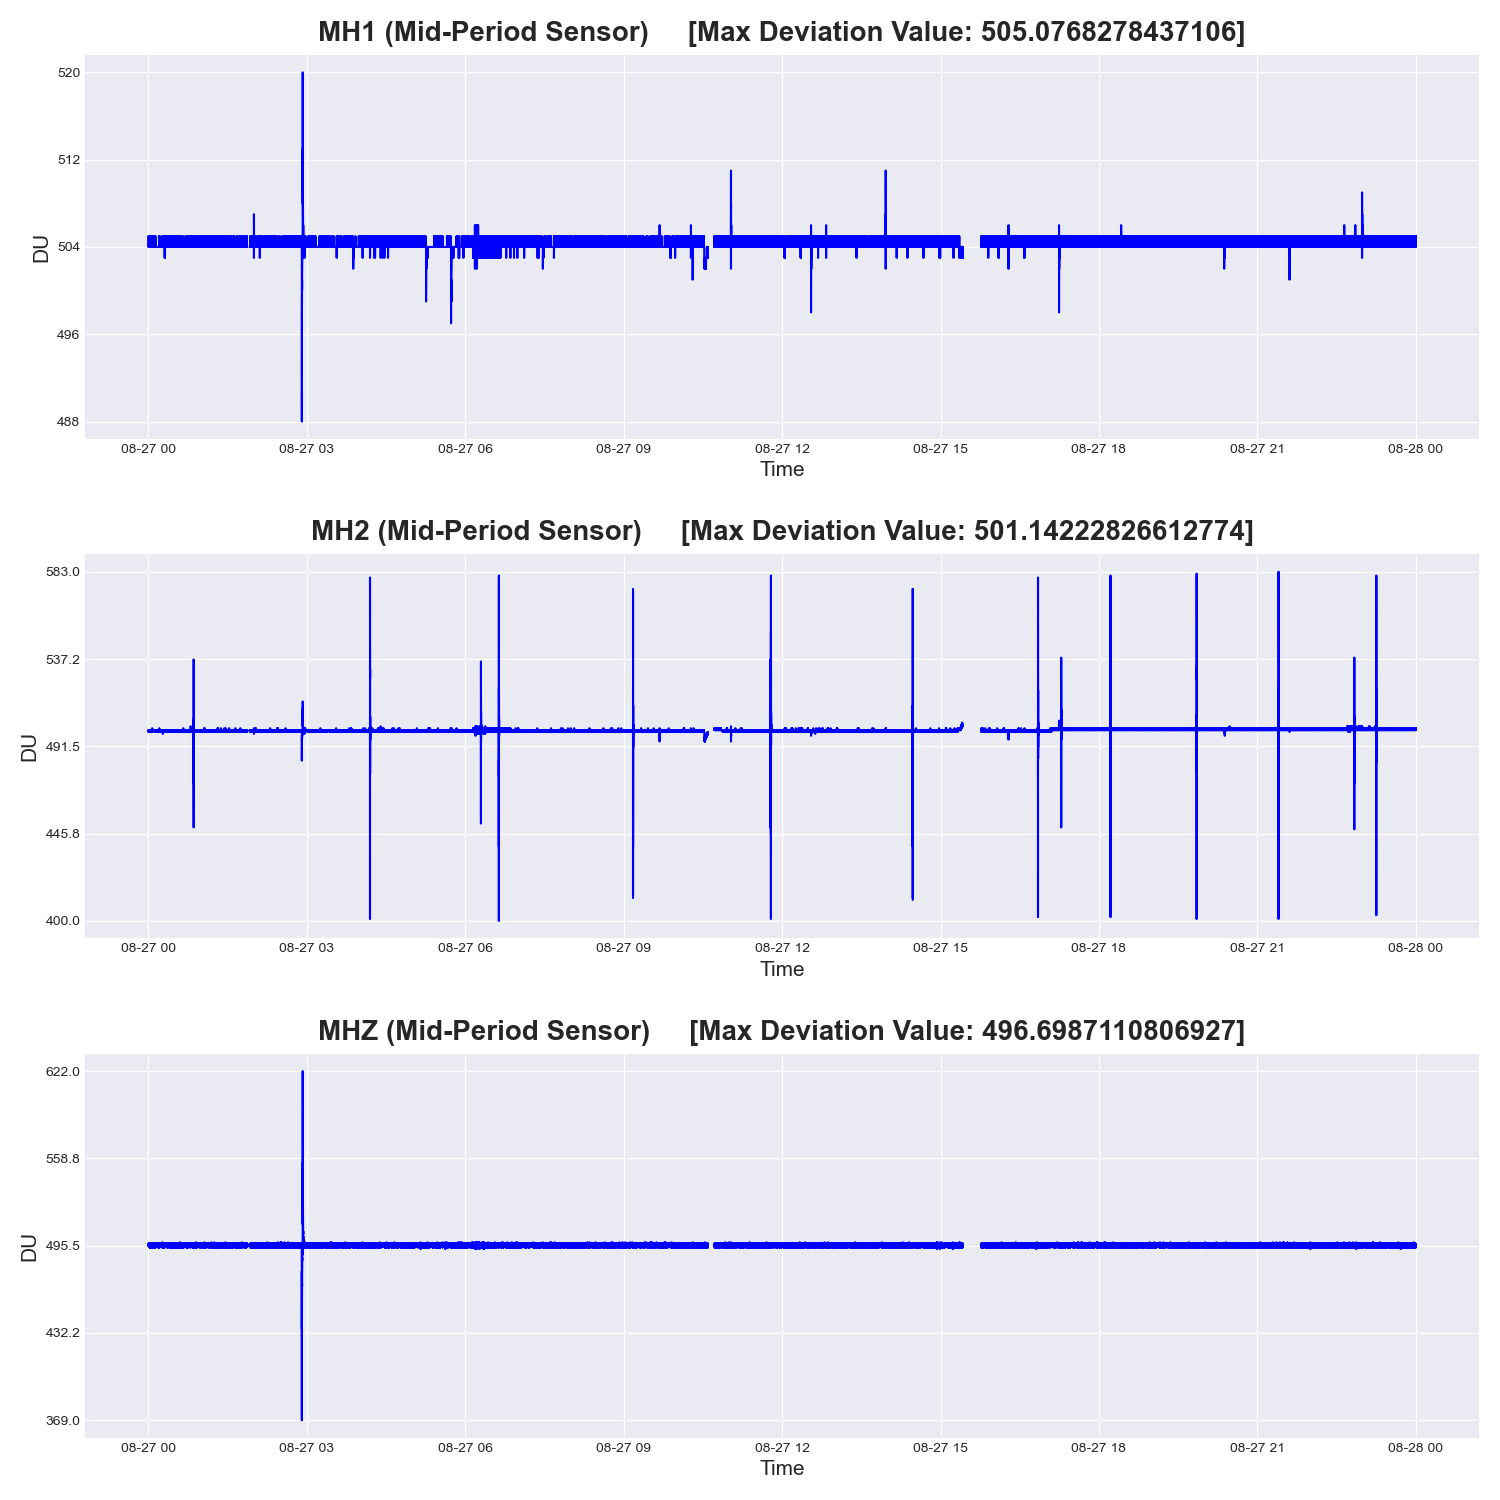 MH1 (Mid-Period Sensor)     [Max Deviation Value: 505.0768278437106]
520
512
504
496
488
DU
08-27 00 08-27 03 08-27 06 08-27 09 08-27 12 08-27 15 08-27 18 08-27 21 08-28 00
Time
MH2 (Mid-Period Sensor)     [Max Deviation Value: 501.14222826612774]
583.0
537.2
491.5
445.8
400.0
DU
08-27 00 08-27 03 08-27 06 08-27 09 08-27 12 08-27 15 08-27 18 08-27 21 08-28 00
Time
MHZ (Mid-Period Sensor)     [Max Deviation Value: 496.6987110806927]
622.0
558.8
495.5
432.2
369.0
DU
08-27 00 08-27 03 08-27 06 08-27 09 08-27 12 08-27 15 08-27 18 08-27 21 08-28 00
Time